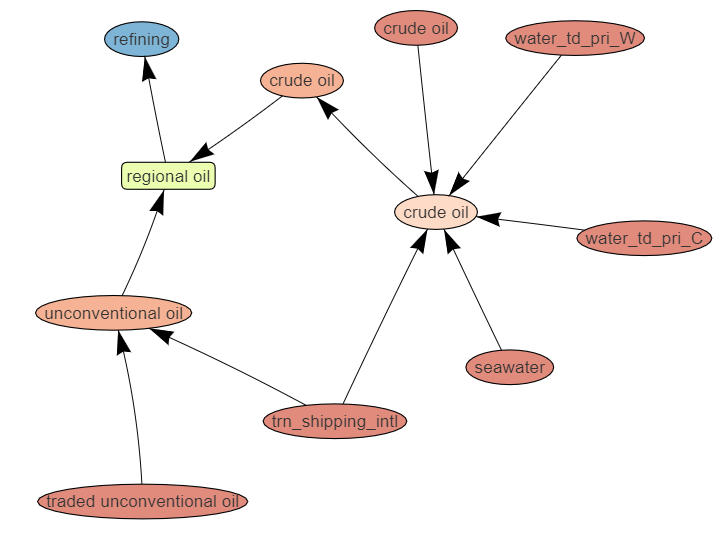 crude oil
water_td_pri_W
refining
crude oil
regional oil
crude oil
water_td_pri_C
unconventional oil
seawater
trn_shipping_intl
traded unconventional oil